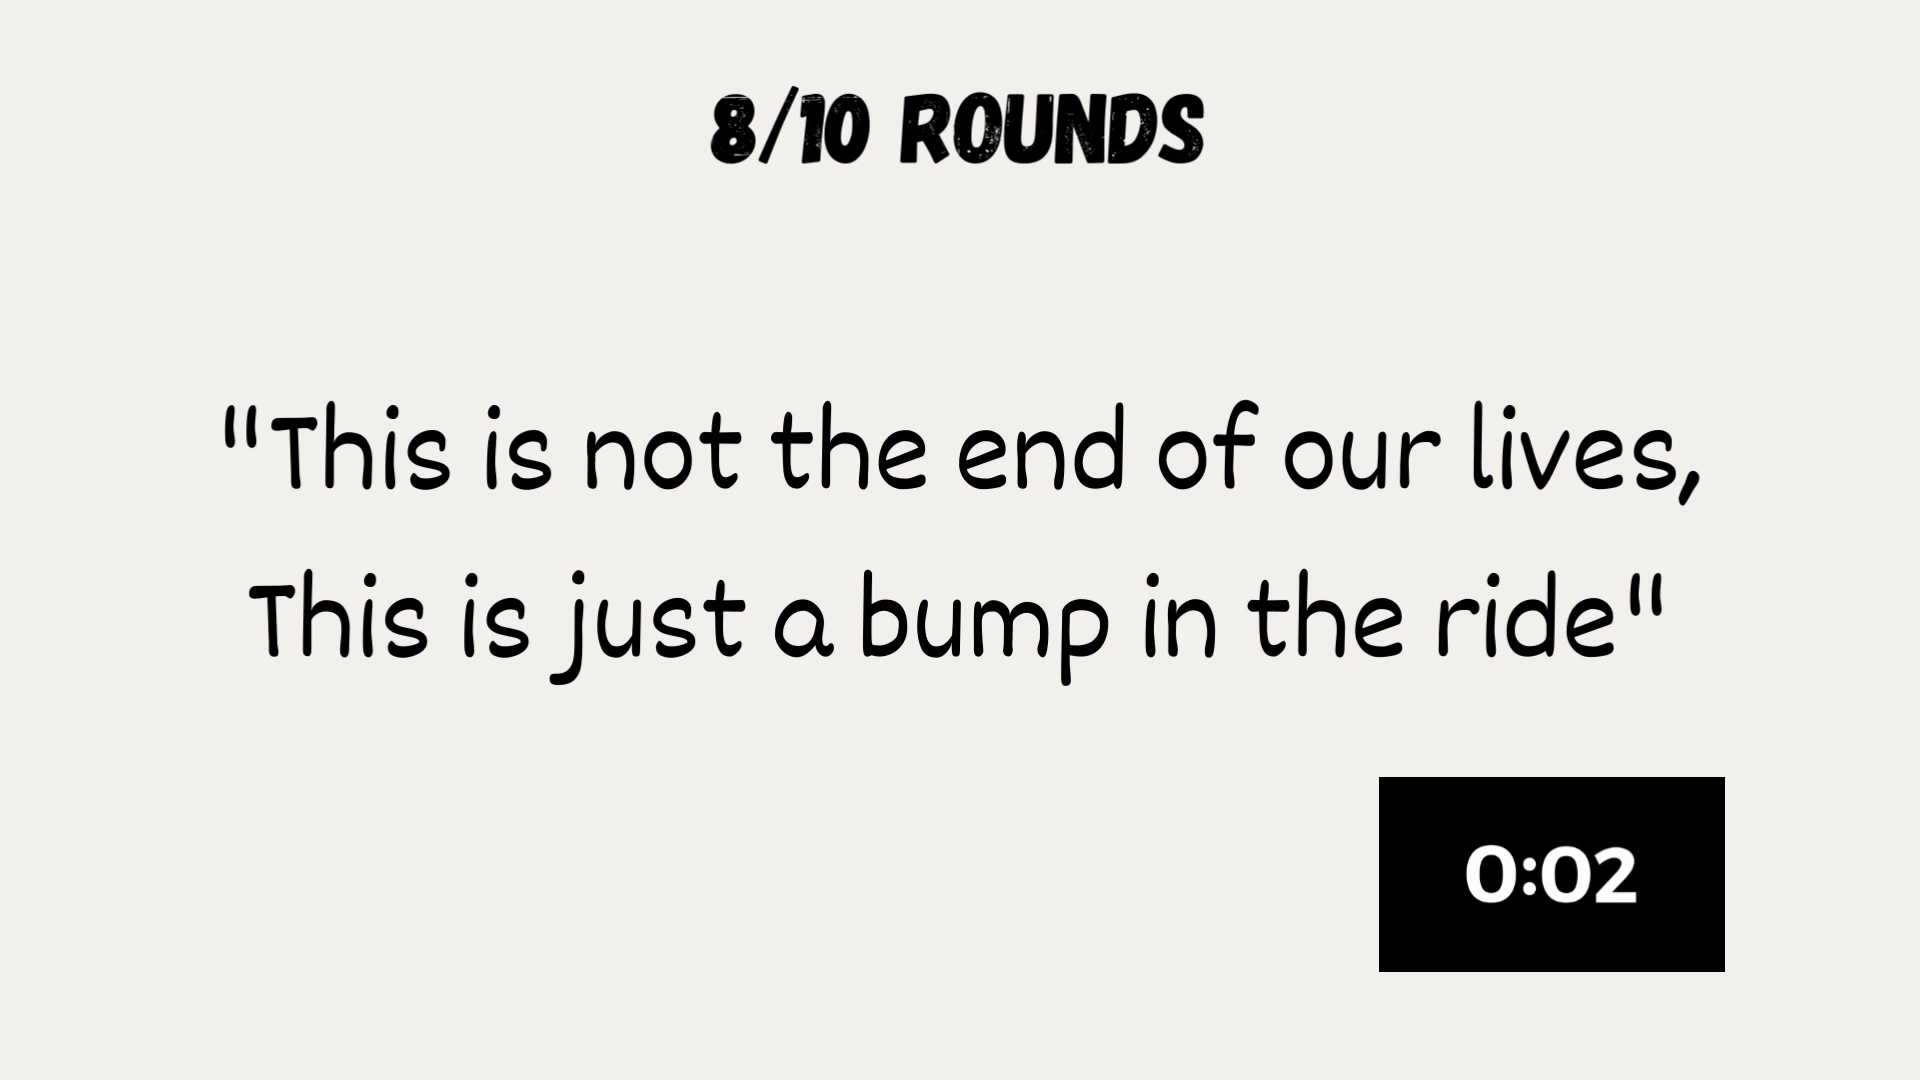 8/10 ROUNDS
"This is not the end of our lives,
This is just a bump in the ride"
0:02